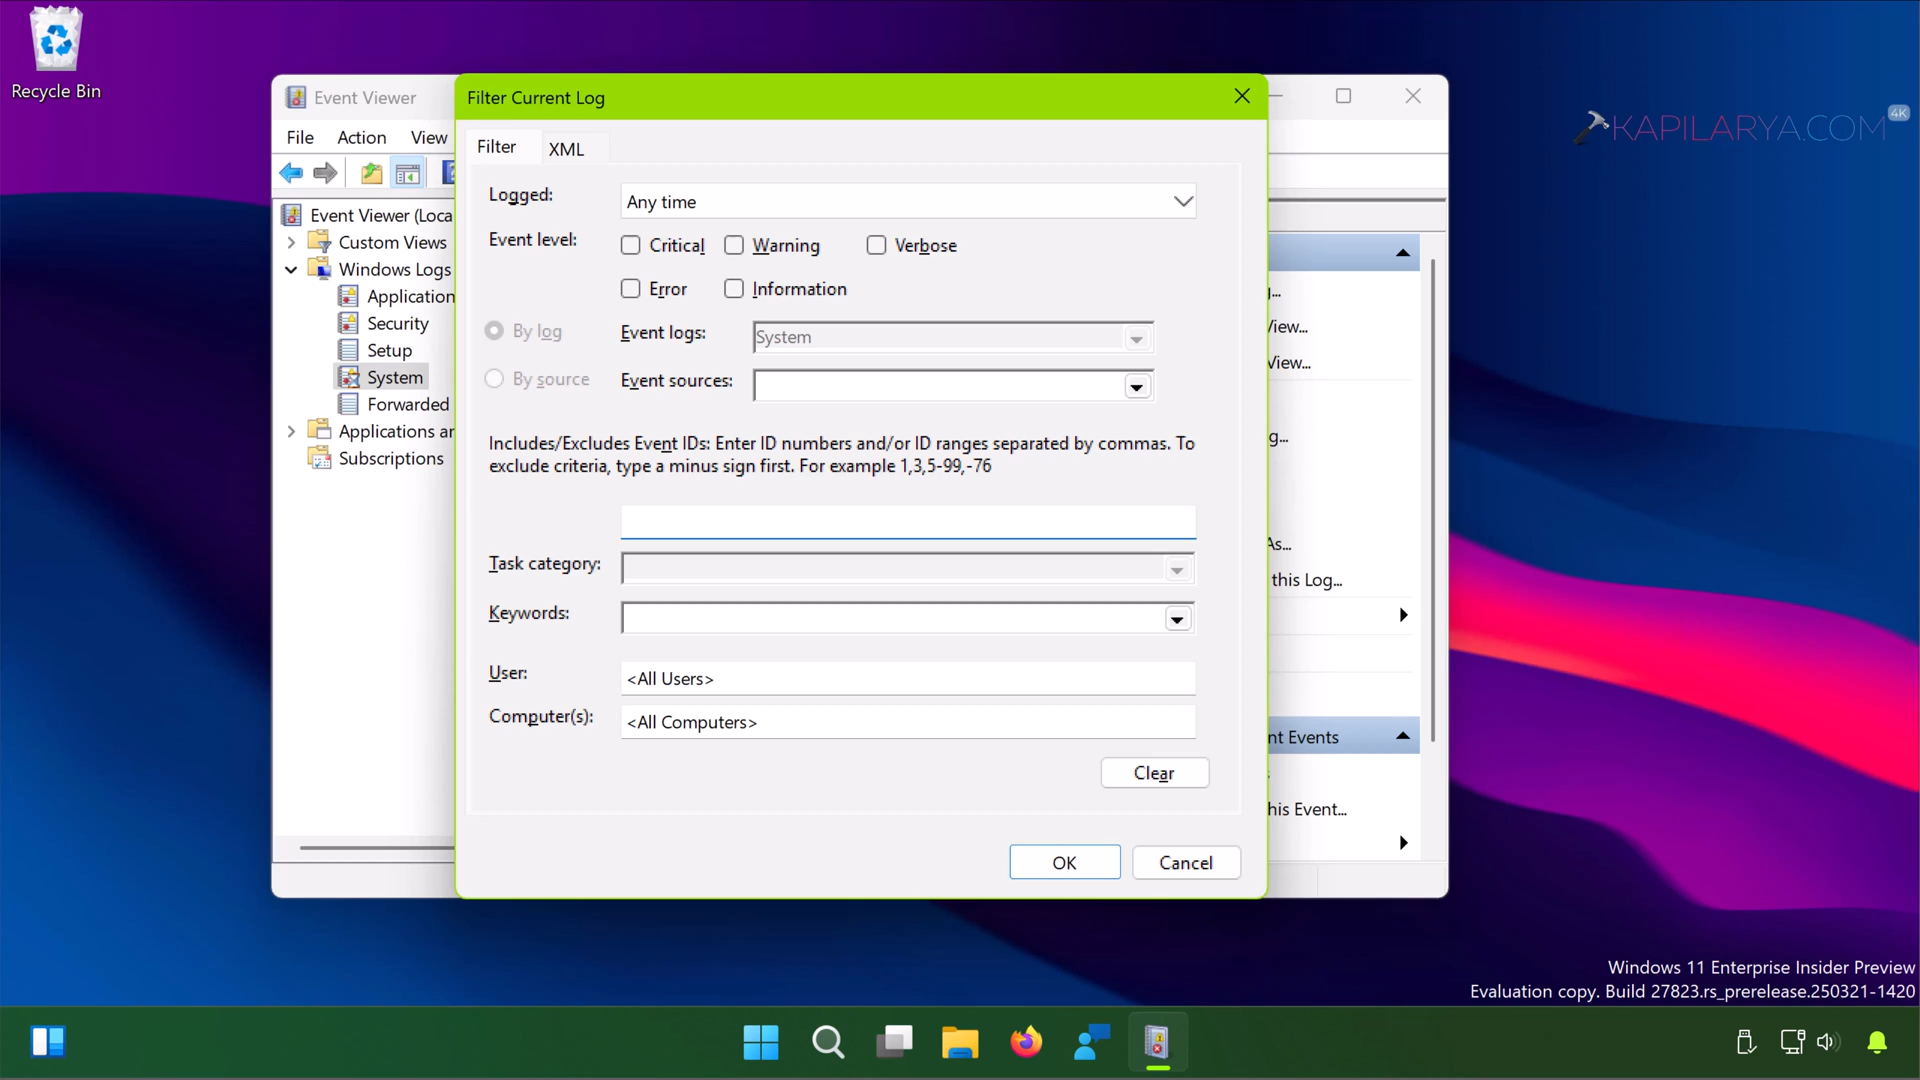 Recycle Bin
KAPILARYA.COM
4K
Event Viewer
Filter Current Log
File Action View
Filter
XML
Event Viewer (Loca
Custom Views
Windows Logs
Application
Security
Setup
System
Forwarded
Applications ar
Subscriptions
Logged:
Any time
Event level:
Critical
Warning
Verbose
Error
Information
By log
Event logs:
System
By source
Event sources:
Includes/Excludes Event IDs: Enter ID numbers and/or ID ranges separated by commas. To
exclude criteria, type a minus sign first. For example 1,3,5-99,-76
Task category:
Keywords:
User:
<All Users>
Computer(s):
<All Computers>
Clear
OK
Cancel
View...
View...
As...
this Log...
nt Events
his Event...
Windows 11 Enterprise Insider Preview
Evaluation copy. Build 27823.rs_prerelease.250321-1420